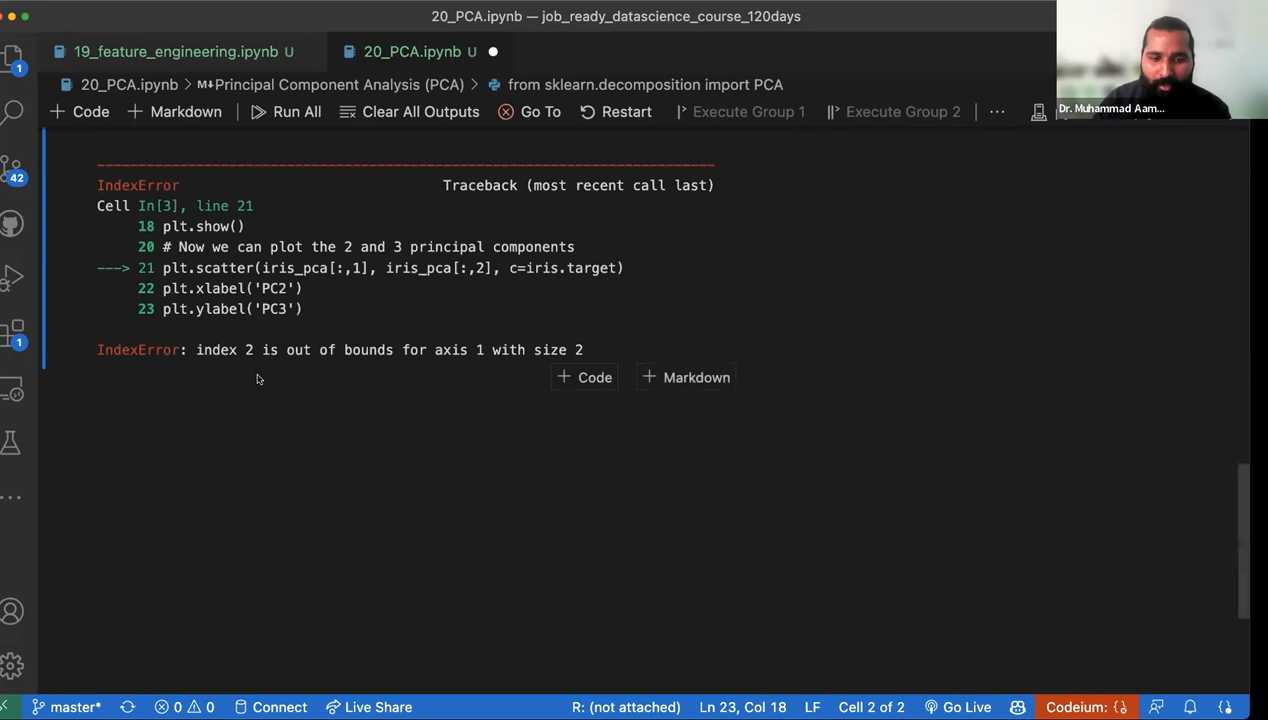 20_PCA.ipynb — job_ready_datascience_course_120days
19_feature_engineering.ipynb U
20_PCA.ipynb U
20_PCA.ipynb > M↓Principal Component Analysis (PCA) > from sklearn.decomposition import PCA
+ Code + Markdown Run All Clear All Outputs Go To Restart Execute Group 1 Execute Group 2 ...
Dr. Muhammad Aam...
1
42
1
IndexError Traceback (most recent call last)
Cell In[3], line 21
18 plt.show()
20 # Now we can plot the 2 and 3 principal components
---> 21 plt.scatter(iris_pca[:,1], iris_pca[:,2], c=iris.target)
22 plt.xlabel('PC2')
23 plt.ylabel('PC3')
IndexError: index 2 is out of bounds for axis 1 with size 2
+ Code + Markdown
master* 0 0 Connect Live Share R: (not attached) Ln 23, Col 18 LF Cell 2 of 2 Go Live Codeium: {}